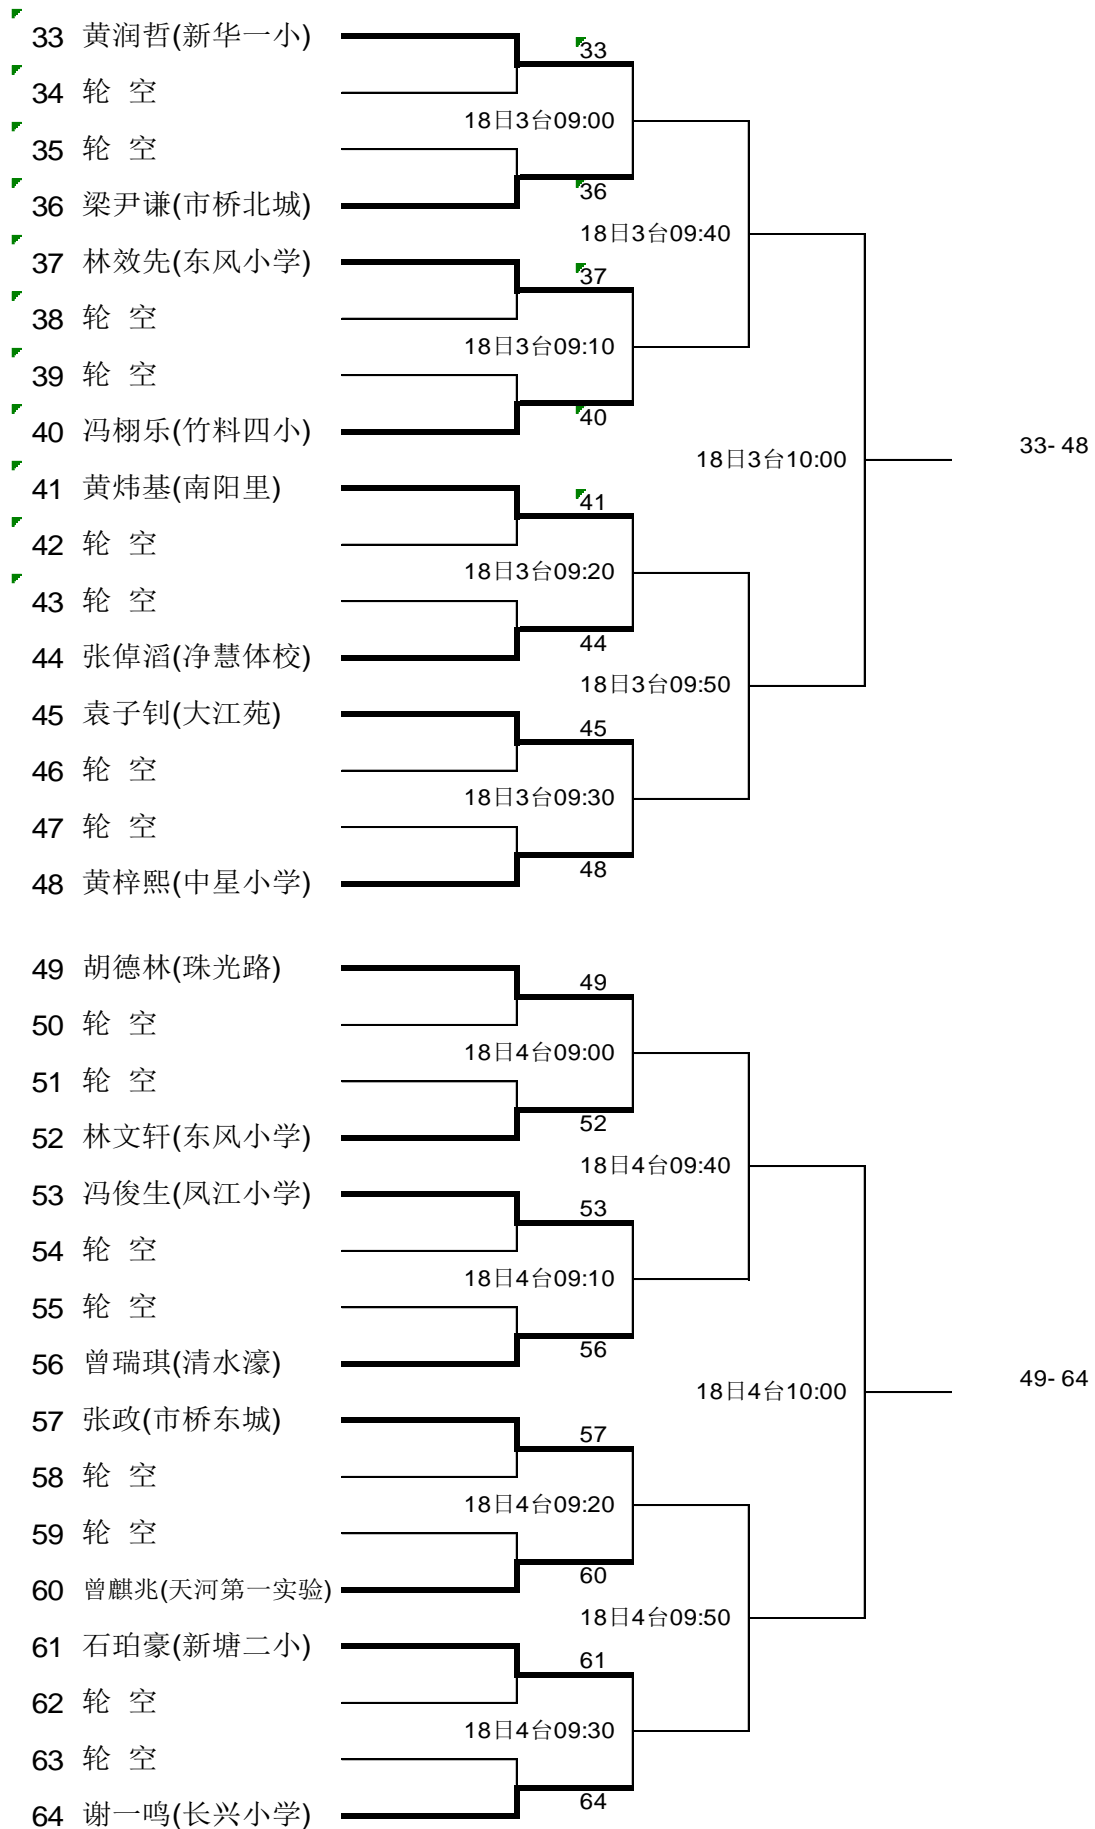 33 黄润哲(新华一小)
33
34 轮 空
18日3台09:00
35 轮 空
36 梁尹谦(市桥北城)
36
18日3台09:40
37 林效先(东风小学)
37
38 轮 空
18日3台09:10
39 轮 空
40 冯栩乐(竹料四小)
40
18日3台10:00
33-48
41 黄炜基(南阳里)
41
42 轮 空
18日3台09:20
43 轮 空
44 张倬滔(净慧体校)
44
18日3台09:50
45 袁子钊(大江苑)
45
46 轮 空
18日3台09:30
47 轮 空
48 黄梓熙(中星小学)
48
49 胡德林(珠光路)
49
50 轮 空
18日4台09:00
51 轮 空
52 林文轩(东风小学)
52
18日4台09:40
53 冯俊生(凤江小学)
53
54 轮 空
18日4台09:10
55 轮 空
56 曾瑞琪(清水濠)
56
18日4台10:00
49-64
57 张政(市桥东城)
57
58 轮 空
18日4台09:20
59 轮 空
60 曾麒兆(天河第一实验)
60
18日4台09:50
61 石珀豪(新塘二小)
61
62 轮 空
18日4台09:30
63 轮 空
64 谢一鸣(长兴小学)
64